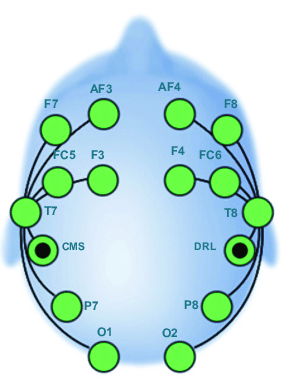 AF3 AF4
F7 F8
FC5 F3 F4 FC6
T7 T8
CMS DRL
P7 P8
O1 O2